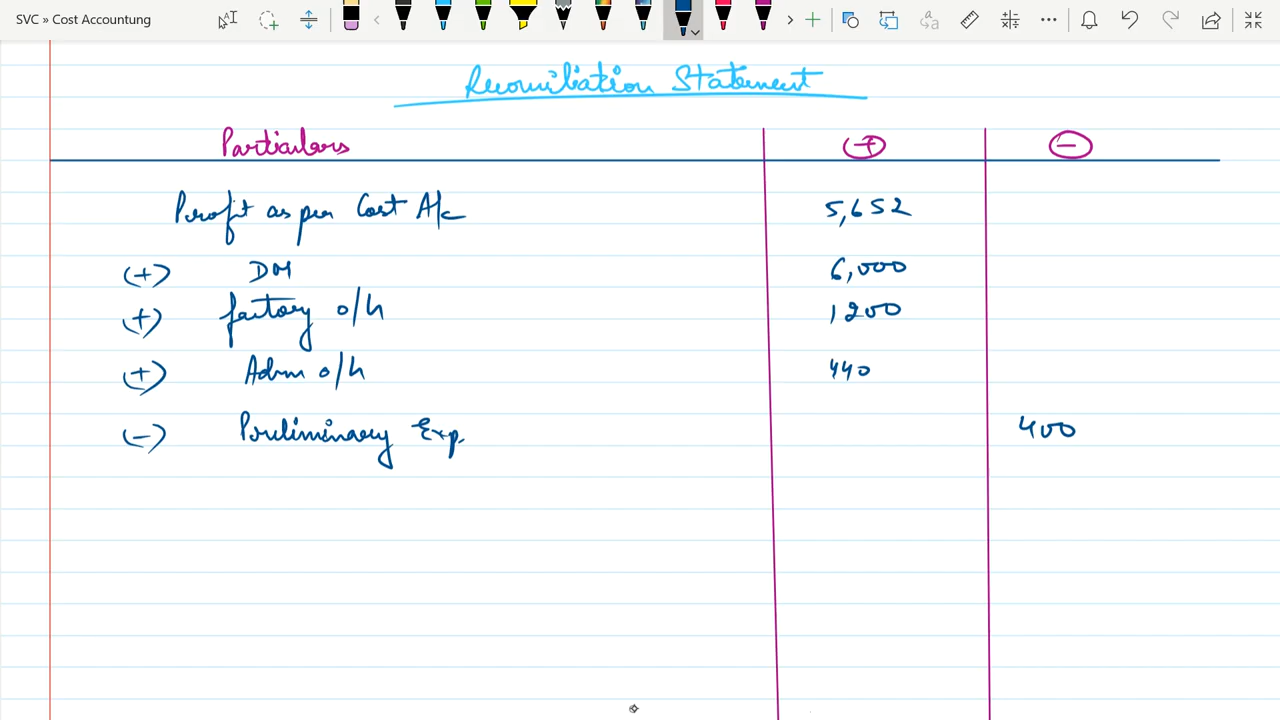 SVC » Cost Accountung
Reconciliation Statement
Particulars (+) (-)
Profit as per Cost A/c 5,652
(+) DM 6,000
(+) factory o/h 1200
(+) Adm o/h 440
(-) Preliminary Exp. 400